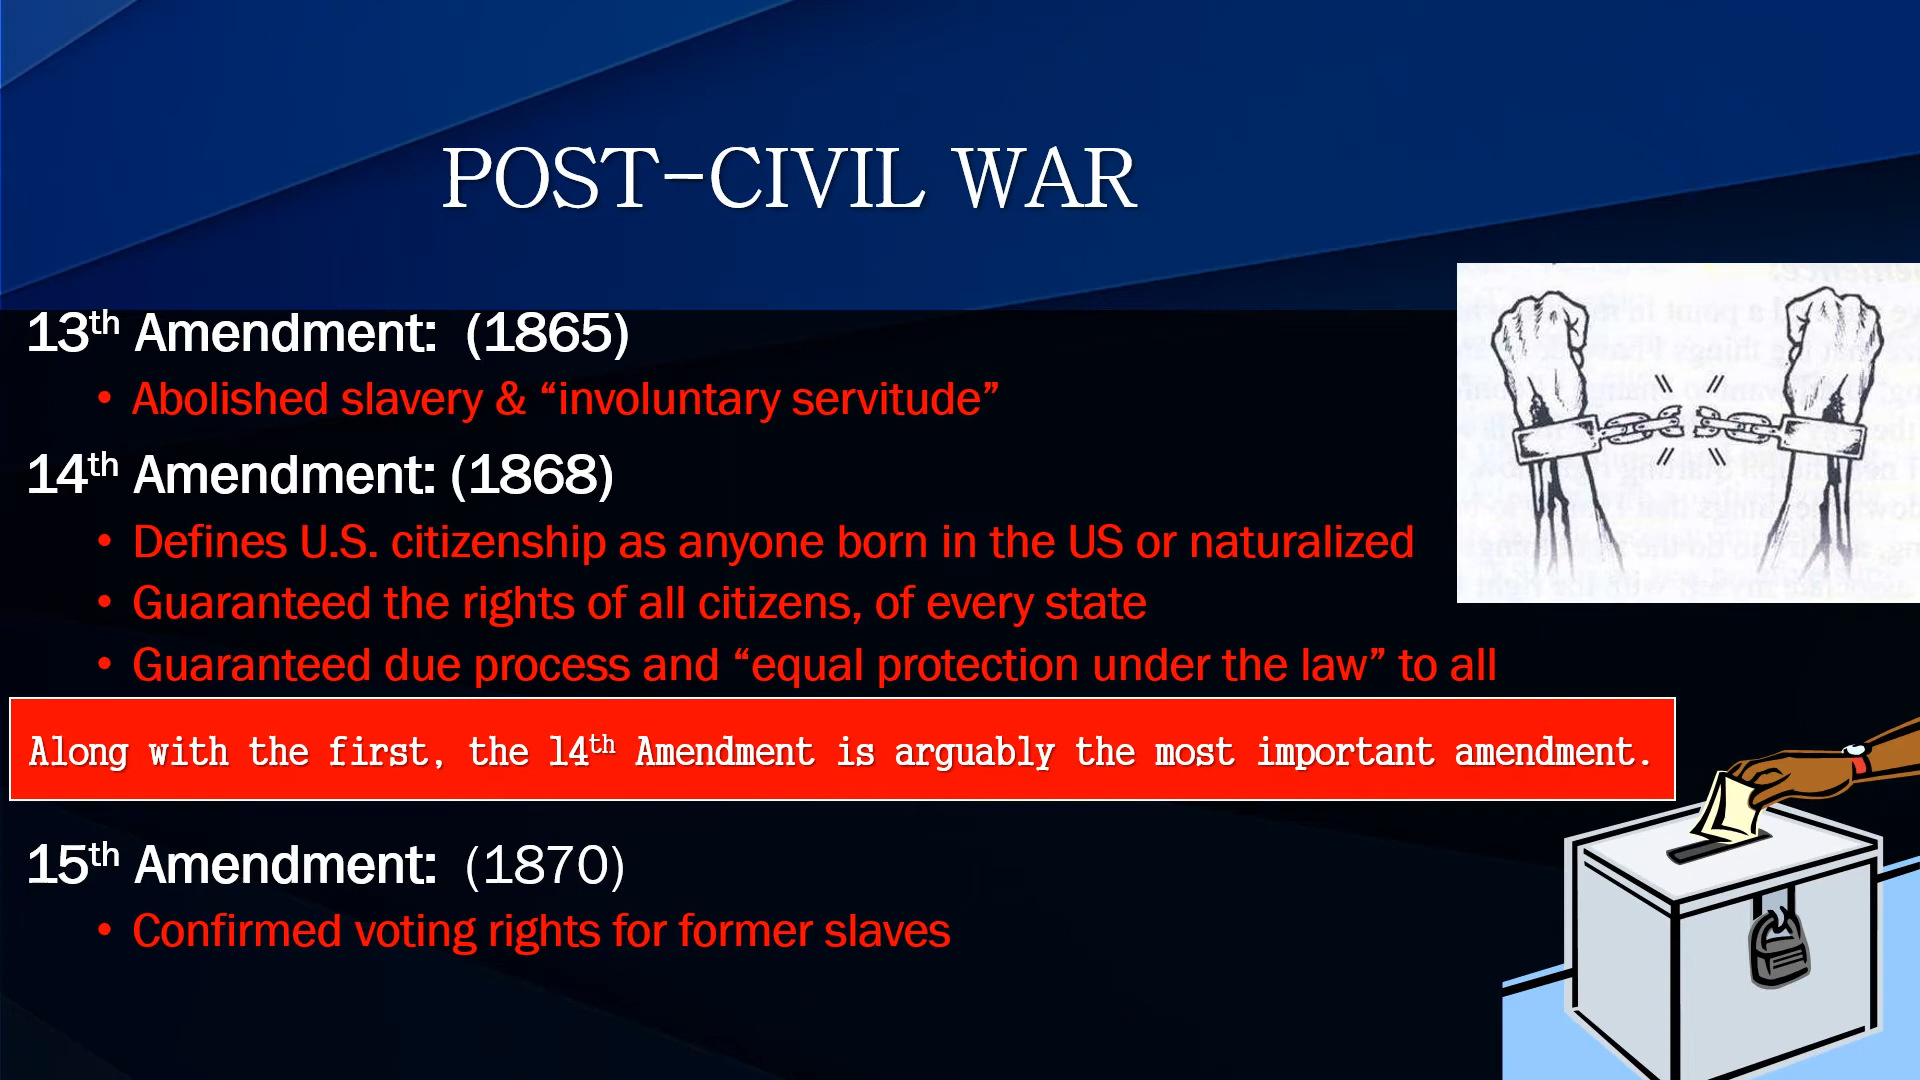 POST-CIVIL WAR
13th Amendment: (1865)
• Abolished slavery & “involuntary servitude”
14th Amendment: (1868)
• Defines U.S. citizenship as anyone born in the US or naturalized
• Guaranteed the rights of all citizens, of every state
• Guaranteed due process and “equal protection under the law” to all
Along with the first, the 14th Amendment is arguably the most important amendment.
15th Amendment: (1870)
• Confirmed voting rights for former slaves